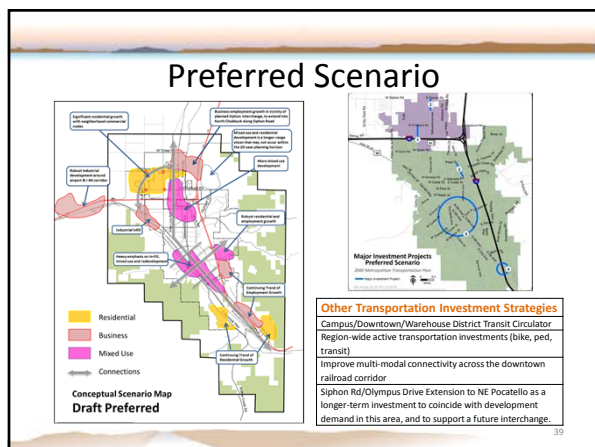 Preferred Scenario
Significant residential growth
with neighborhood commercial
nodes
Business employment growth in vicinity of
planned Siphon interchange, to extend into
North Chubbuck along Siphon Road
Mixed use and residential
development is a longer-range
vision that may not occur within
the 20-year planning horizon
More mixed use
development
Robust industrial
development around
airport & I-86 corridor
Industrial Infill
Robust residential and
employment growth
Heavy emphasis on in-fill,
mixed use and redevelopment
Continuing Trend of
Employment Growth
Continuing Trend of
Residential Growth
Residential
Business
Mixed Use
Connections
Conceptual Scenario Map
Draft Preferred
W Siphon Rd
E Siphon Rd
Major Investment Projects
Preferred Scenario
2040 Metropolitan Transportation Plan
Major Investment Projects
Other Transportation Investment Strategies
Campus/Downtown/Warehouse District Transit Circulator
Region-wide active transportation investments (bike, ped,
transit)
Improve multi-modal connectivity across the downtown
railroad corridor
Siphon Rd/Olympus Drive Extension to NE Pocatello as a
longer-term investment to coincide with development
demand in this area, and to support a future interchange.
39